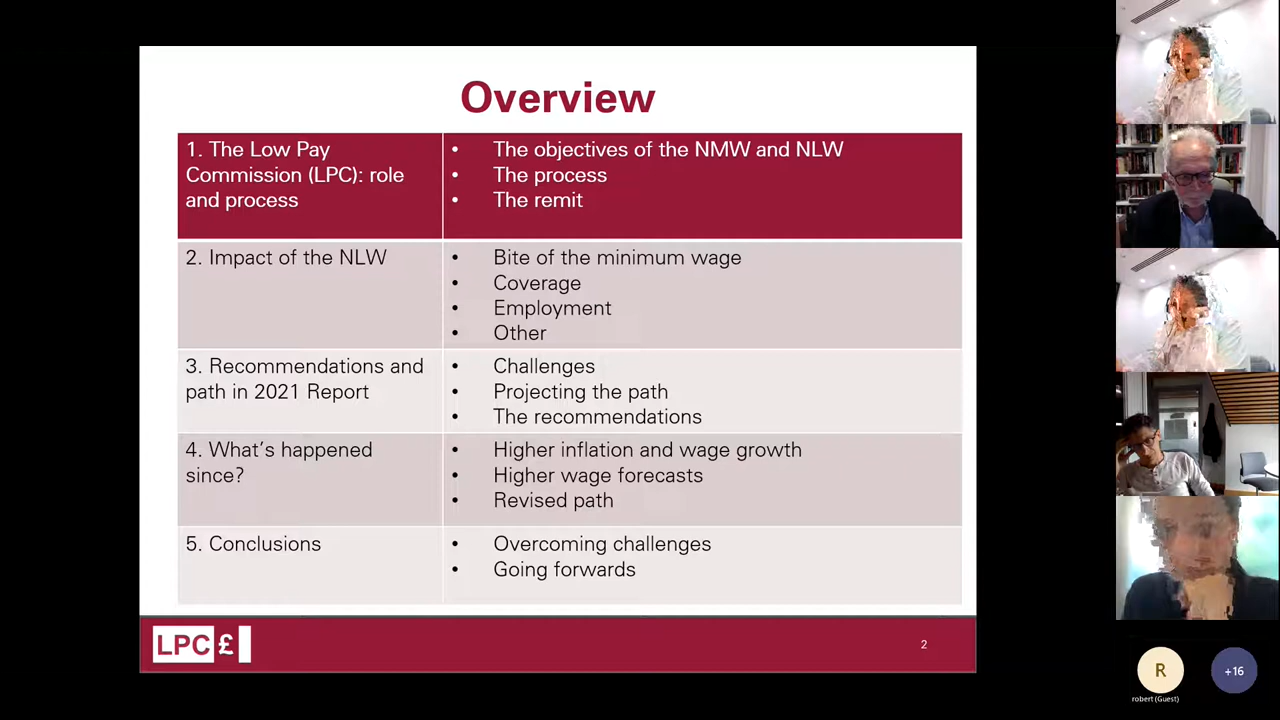 Overview
1. The Low Pay
Commission (LPC): role
and process
• The objectives of the NMW and NLW
• The process
• The remit
2. Impact of the NLW
• Bite of the minimum wage
• Coverage
• Employment
• Other
3. Recommendations and
path in 2021 Report
• Challenges
• Projecting the path
• The recommendations
4. What's happened
since?
• Higher inflation and wage growth
• Higher wage forecasts
• Revised path
5. Conclusions
• Overcoming challenges
• Going forwards
LPC £
2
R
robert (Guest)
+16